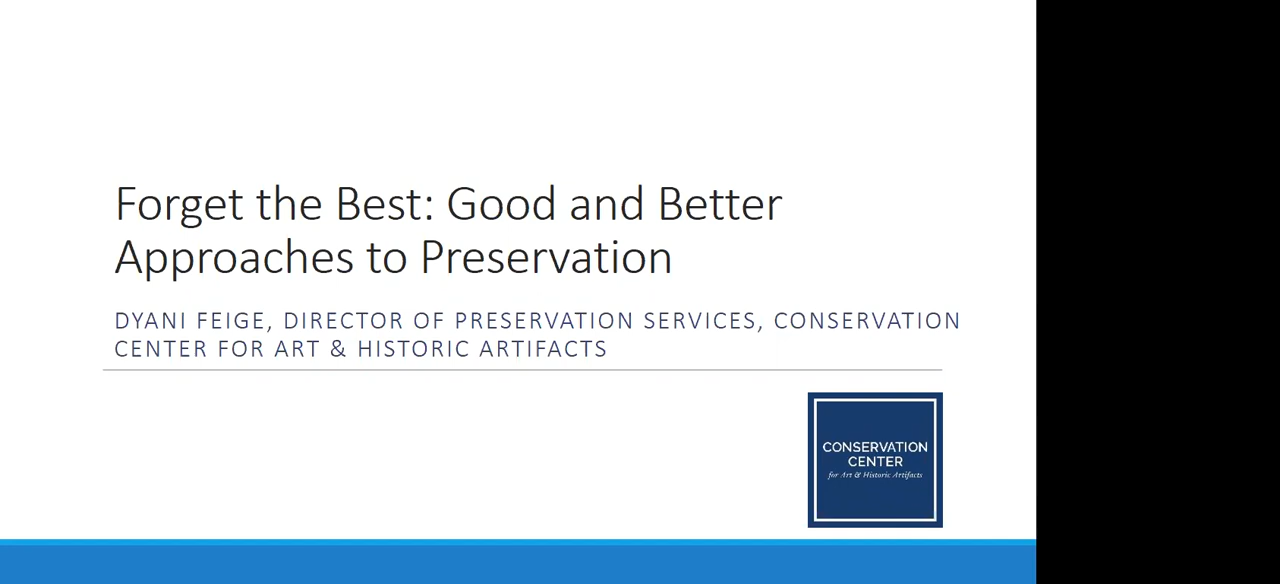 Forget the Best: Good and Better
Approaches to Preservation
DYANI FEIGE, DIRECTOR OF PRESERVATION SERVICES, CONSERVATION
CENTER FOR ART & HISTORIC ARTIFACTS
CONSERVATION
CENTER
for Art & Historic Artifacts